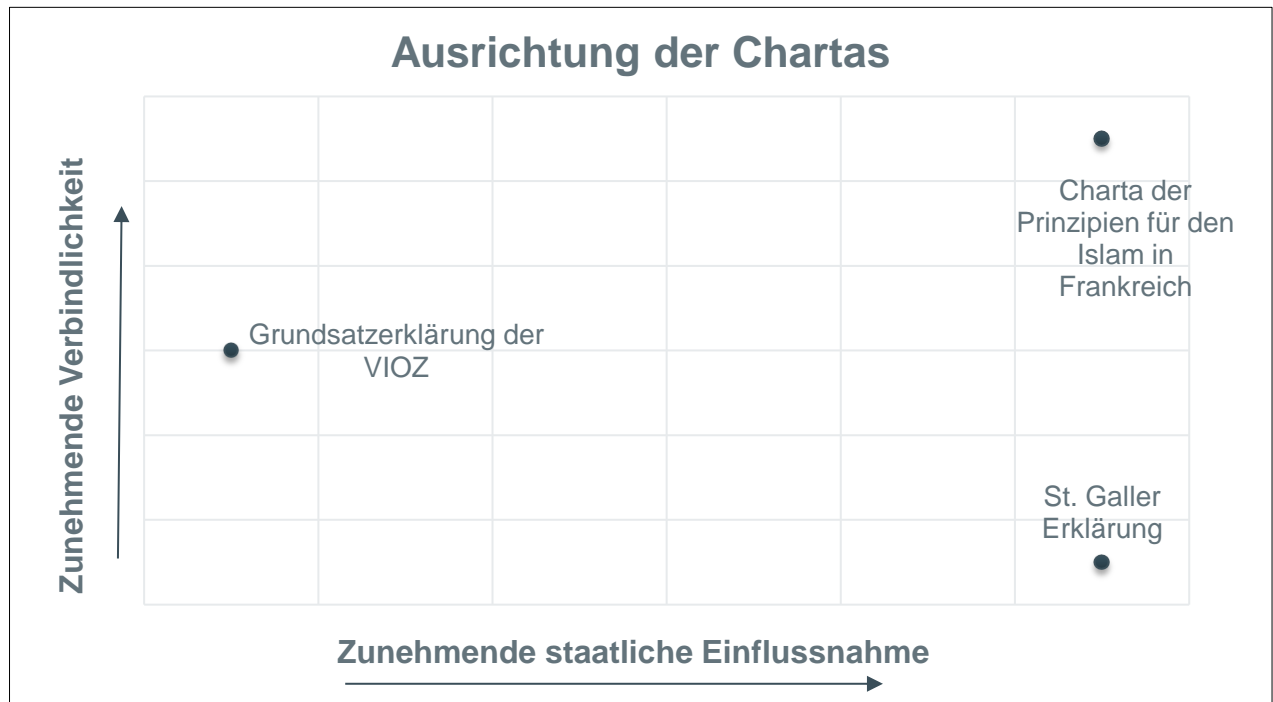 Ausrichtung der Chartas
Zunehmende Verbindlichkeit
Charta der
Prinzipien für den
Islam in
Frankreich
Grundsatzerklärung der
VIOZ
St. Galler
Erklärung
Zunehmende staatliche Einflussnahme